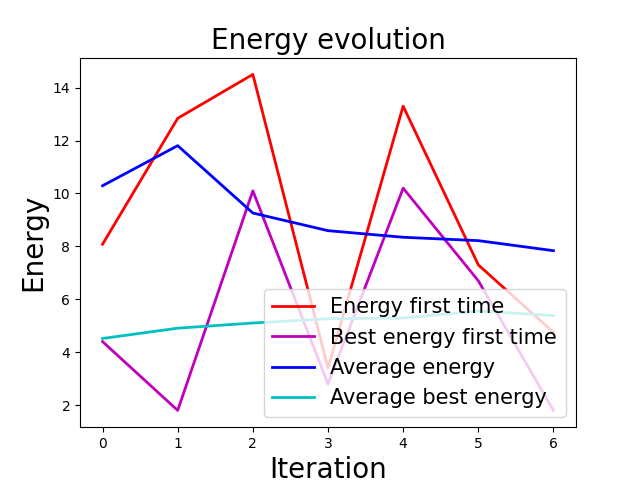 Energy evolution
14
12
10
8
6
4
2
Energy
Energy first time
Best energy first time
Average energy
Average best energy
0 1 2 3 4 5 6
Iteration